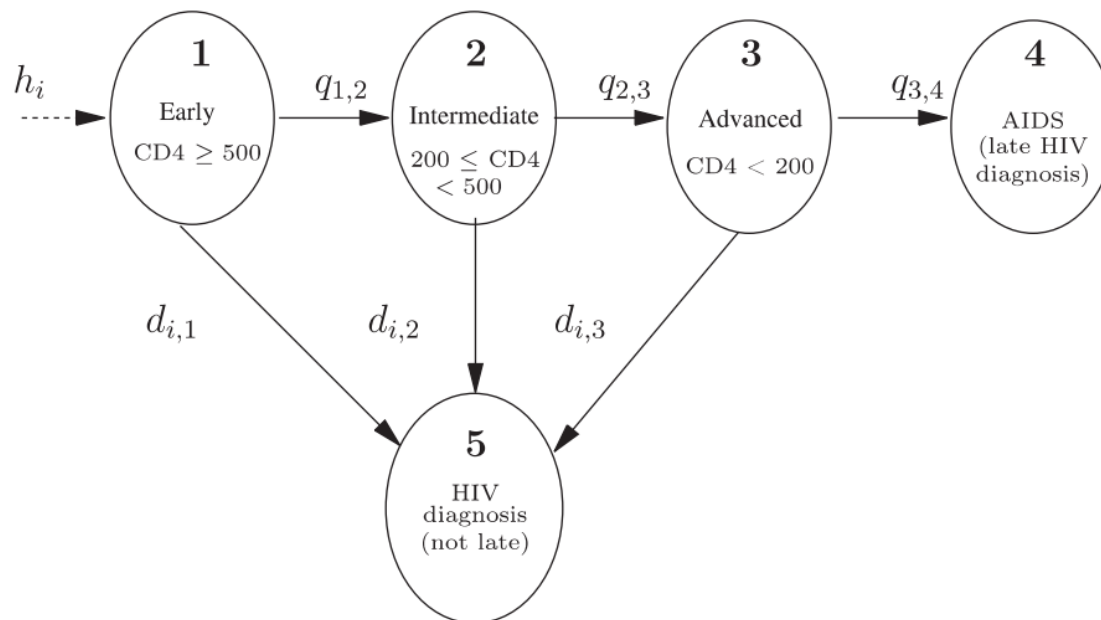 h_i
1
Early
CD4 ≥ 500
q_{1,2}
2
Intermediate
200 ≤ CD4
< 500
q_{2,3}
3
Advanced
CD4 < 200
q_{3,4}
4
AIDS
(late HIV
diagnosis)
d_{i,1}
d_{i,2}
d_{i,3}
5
HIV
diagnosis
(not late)